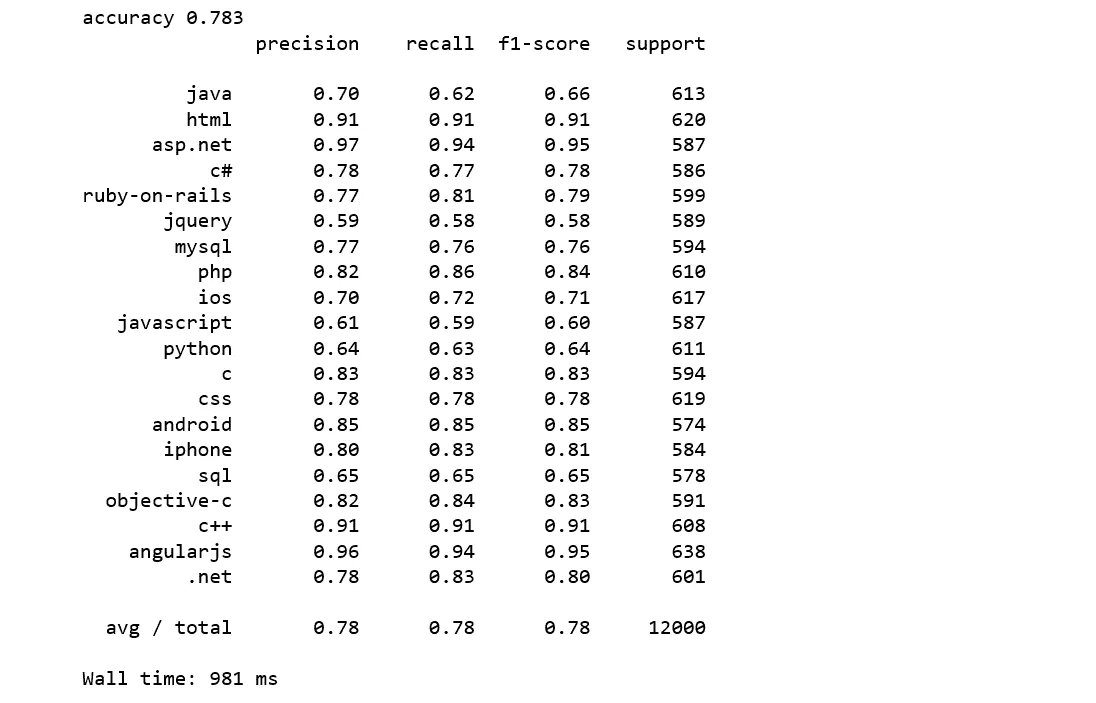 accuracy 0.783
precision recall f1-score support
java 0.70 0.62 0.66 613
html 0.91 0.91 0.91 620
asp.net 0.97 0.94 0.95 587
c# 0.78 0.77 0.78 586
ruby-on-rails 0.77 0.81 0.79 599
jquery 0.59 0.58 0.58 589
mysql 0.77 0.76 0.76 594
php 0.82 0.86 0.84 610
ios 0.70 0.72 0.71 617
javascript 0.61 0.59 0.60 587
python 0.64 0.63 0.64 611
c 0.83 0.83 0.83 594
css 0.78 0.78 0.78 619
android 0.85 0.85 0.85 574
iphone 0.80 0.83 0.81 584
sql 0.65 0.65 0.65 578
objective-c 0.82 0.84 0.83 591
c++ 0.91 0.91 0.91 608
angularjs 0.96 0.94 0.95 638
.net 0.78 0.83 0.80 601
avg / total 0.78 0.78 0.78 12000
Wall time: 981 ms